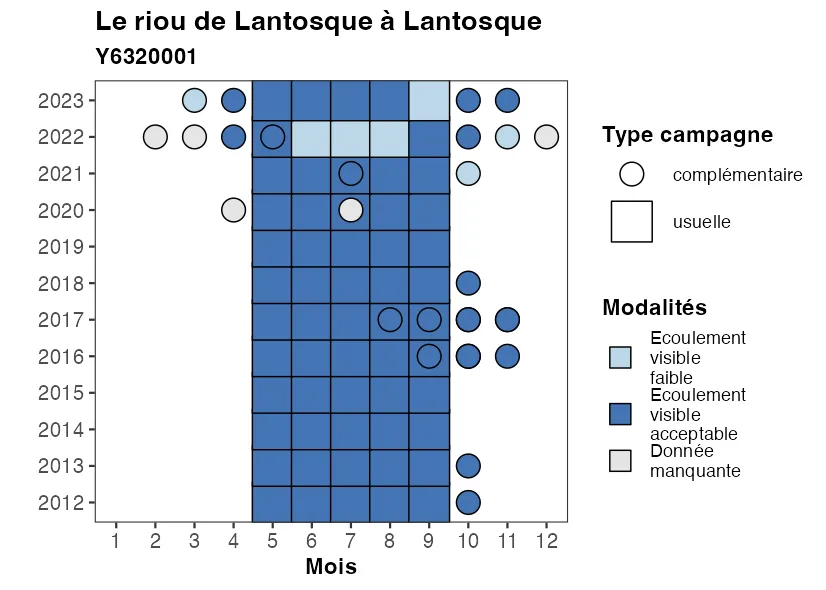 Le riou de Lantosque à Lantosque
Y6320001
2023
2022
2021
2020
2019
2018
2017
2016
2015
2014
2013
2012
1 2 3 4 5 6 7 8 9 10 11 12
Mois
Type campagne
complémentaire
usuelle
Modalités
Ecoulement
visible
faible
Ecoulement
visible
acceptable
Donnée
manquante